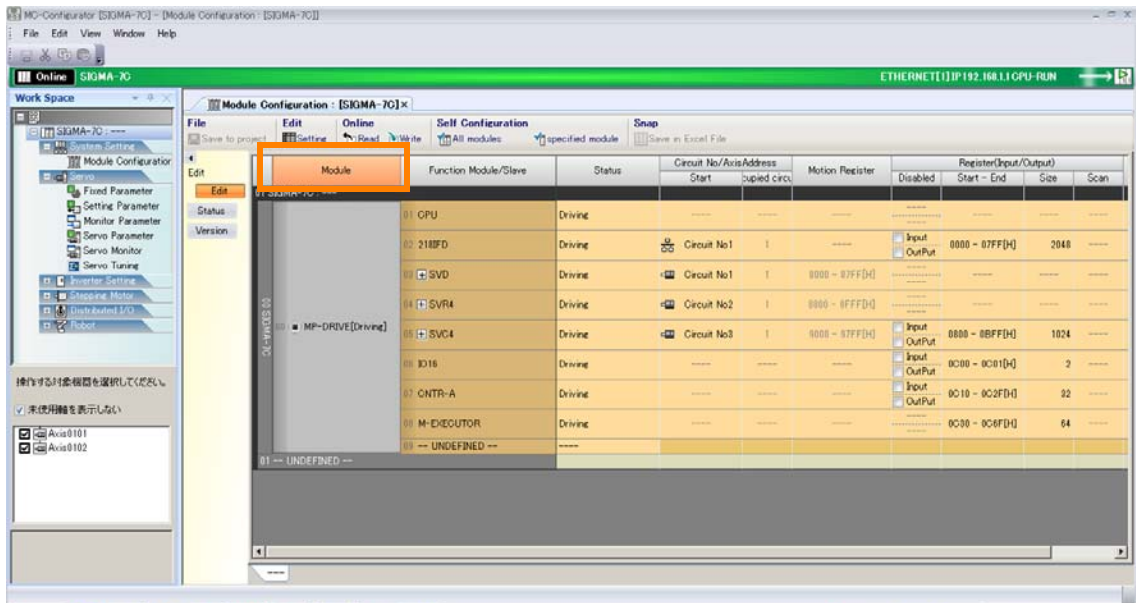 MC-Configurator [SIGMA-7C] - [Module Configuration : [SIGMA-7C]]
File Edit View Window Help
Online SIGMA-7C ETHERNET[1] IP192.168.1.1 CPU-RUN
Work Space
SIGMA-7C : ---
System Setting
Module Configuration
Servo
Fixed Parameter
Setting Parameter
Monitor Parameter
Servo Parameter
Servo Monitor
Servo Tuning
Inverter Setting
Stepping Motor
Distributed I/O
Robot
操作する対象機器を選択してください。
未使用軸を表示しない
Axis0101
Axis0102
Module Configuration : [SIGMA-7C] ×
File Edit Online Self Configuration Snap
Save to project Setting Read Write All modules specified module Save in Excel File
Edit
Edit
Status
Version
Module Function Module/Slave Status Circuit No/AxisAddress Motion Register Register(Input/Output)
Start cupied circu Disabled Start - End Size Scan
01 SIGMA-7C : ---
00 SIGMA-7C
00 MP-DRIVE[Driving]
01 CPU Driving ---- ---- ---- ---- ---- ---- ----
02 218IFD Driving Circuit No1 1 ---- Input OutPut 0000 - 07FF[H] 2048 ----
03 SVD Driving Circuit No1 1 8000 - 87FF[H] ---- ---- ---- ----
04 SVR4 Driving Circuit No2 1 8800 - 8FFF[H] ---- ---- ---- ----
05 SVC4 Driving Circuit No3 1 9000 - 97FF[H] Input OutPut 0800 - 0BFF[H] 1024 ----
06 IO16 Driving ---- ---- ---- Input OutPut 0C00 - 0C01[H] 2 ----
07 CNTR-A Driving ---- ---- ---- Input OutPut 0C10 - 0C2F[H] 32 ----
08 M-EXECUTOR Driving ---- ---- ---- ---- 0C30 - 0C6F[H] 64 ----
09 -- UNDEFINED -- ----
01 -- UNDEFINED --
---